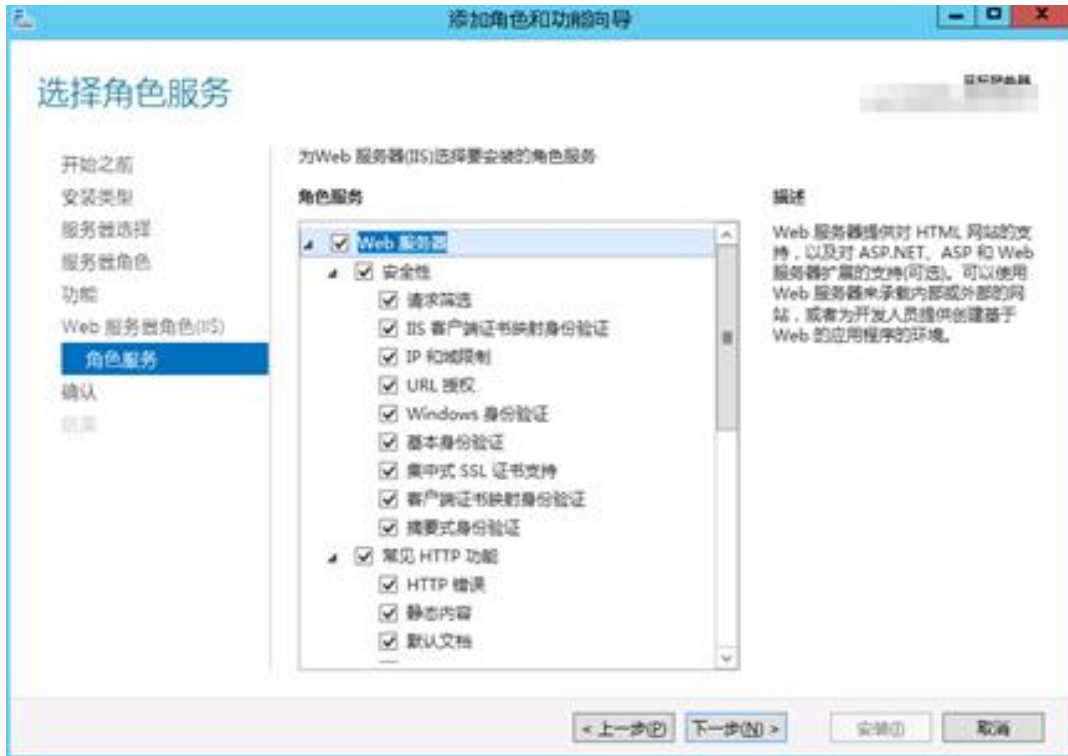 添加角色和功能向导
选择角色服务
目标服务器
开始之前
安装类型
服务器选择
服务器角色
功能
Web 服务器角色(IIS)
角色服务
确认
结果
为Web 服务器(IIS)选择要安装的角色服务
角色服务
Web 服务器
安全性
请求筛选
IIS 客户端证书映射身份验证
IP 和域限制
URL 授权
Windows 身份验证
基本身份验证
集中式 SSL 证书支持
客户端证书映射身份验证
摘要式身份验证
常见 HTTP 功能
HTTP 错误
静态内容
默认文档
描述
Web 服务器提供对 HTML 网站的支
持，以及对 ASP.NET、ASP 和 Web
服务器扩展的支持(可选)。可以使用
Web 服务器来承载内部或外部的网
站，或者为开发人员提供创建基于
Web 的应用程序的环境。
< 上一步(P)
下一步(N) >
安装(I)
取消